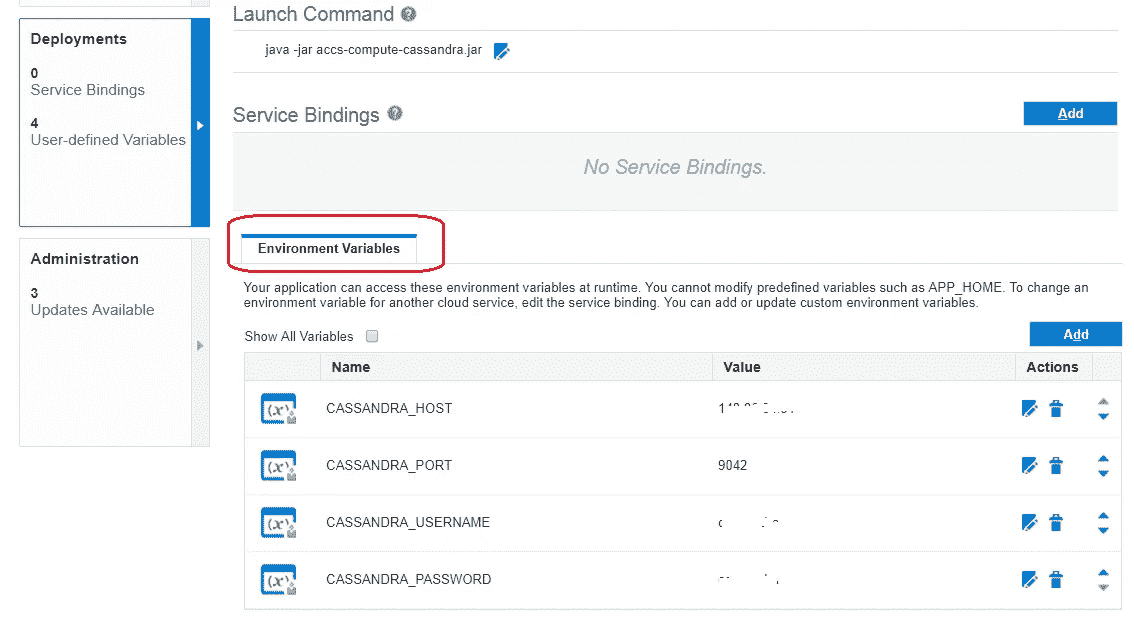 Launch Command
java -jar accs-compute-cassandra.jar
Deployments
0
Service Bindings
4
User-defined Variables
Service Bindings
Add
No Service Bindings.
Environment Variables
Administration
3
Updates Available
Your application can access these environment variables at runtime. You cannot modify predefined variables such as APP_HOME. To change an
environment variable for another cloud service, edit the service binding. You can add or update custom environment variables.
Show All Variables
Add
Name Value Actions
(x) CASSANDRA_HOST
(x) CASSANDRA_PORT 9042
(x) CASSANDRA_USERNAME
(x) CASSANDRA_PASSWORD